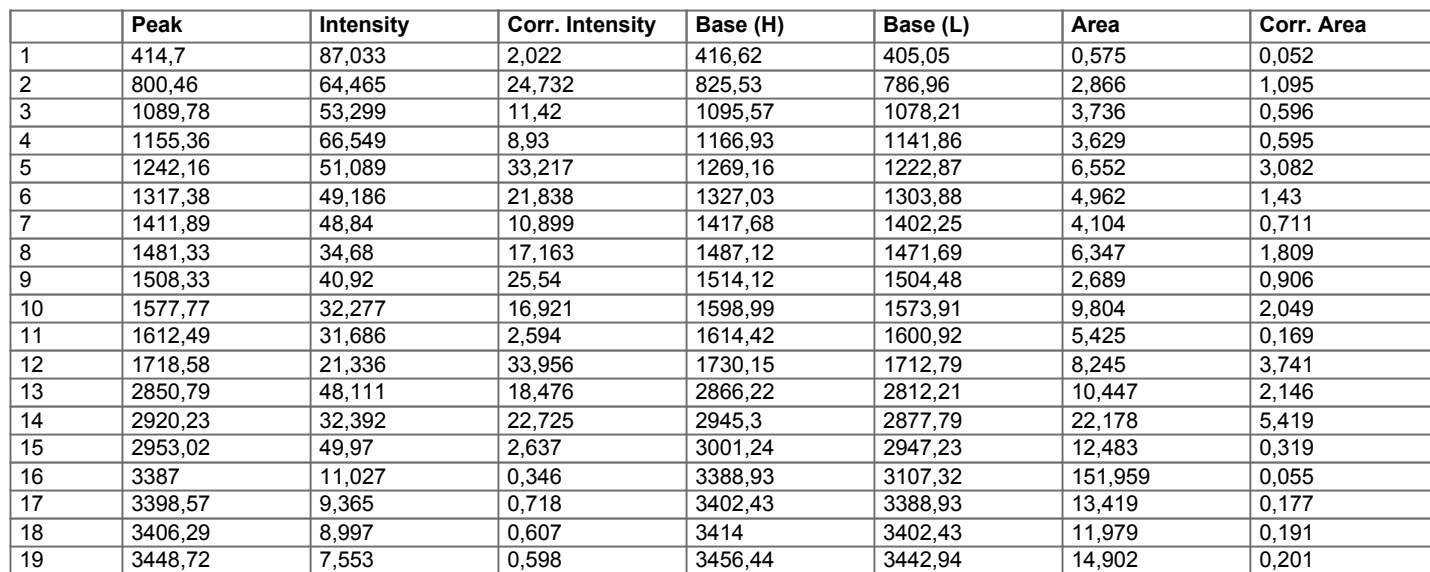 Peak Intensity Corr. Intensity Base (H) Base (L) Area Corr. Area
1 414,7 87,033 2,022 416,62 405,05 0,575 0,052
2 800,46 64,465 24,732 825,53 786,96 2,866 1,095
3 1089,78 53,299 11,42 1095,57 1078,21 3,736 0,596
4 1155,36 66,549 8,93 1166,93 1141,86 3,629 0,595
5 1242,16 51,089 33,217 1269,16 1222,87 6,552 3,082
6 1317,38 49,186 21,838 1327,03 1303,88 4,962 1,43
7 1411,89 48,84 10,899 1417,68 1402,25 4,104 0,711
8 1481,33 34,68 17,163 1487,12 1471,69 6,347 1,809
9 1508,33 40,92 25,54 1514,12 1504,48 2,689 0,906
10 1577,77 32,277 16,921 1598,99 1573,91 9,804 2,049
11 1612,49 31,686 2,594 1614,42 1600,92 5,425 0,169
12 1718,58 21,336 33,956 1730,15 1712,79 8,245 3,741
13 2850,79 48,111 18,476 2866,22 2812,21 10,447 2,146
14 2920,23 32,392 22,725 2945,3 2877,79 22,178 5,419
15 2953,02 49,97 2,637 3001,24 2947,23 12,483 0,319
16 3387 11,027 0,346 3388,93 3107,32 151,959 0,055
17 3398,57 9,365 0,718 3402,43 3388,93 13,419 0,177
18 3406,29 8,997 0,607 3414 3402,43 11,979 0,191
19 3448,72 7,553 0,598 3456,44 3442,94 14,902 0,201